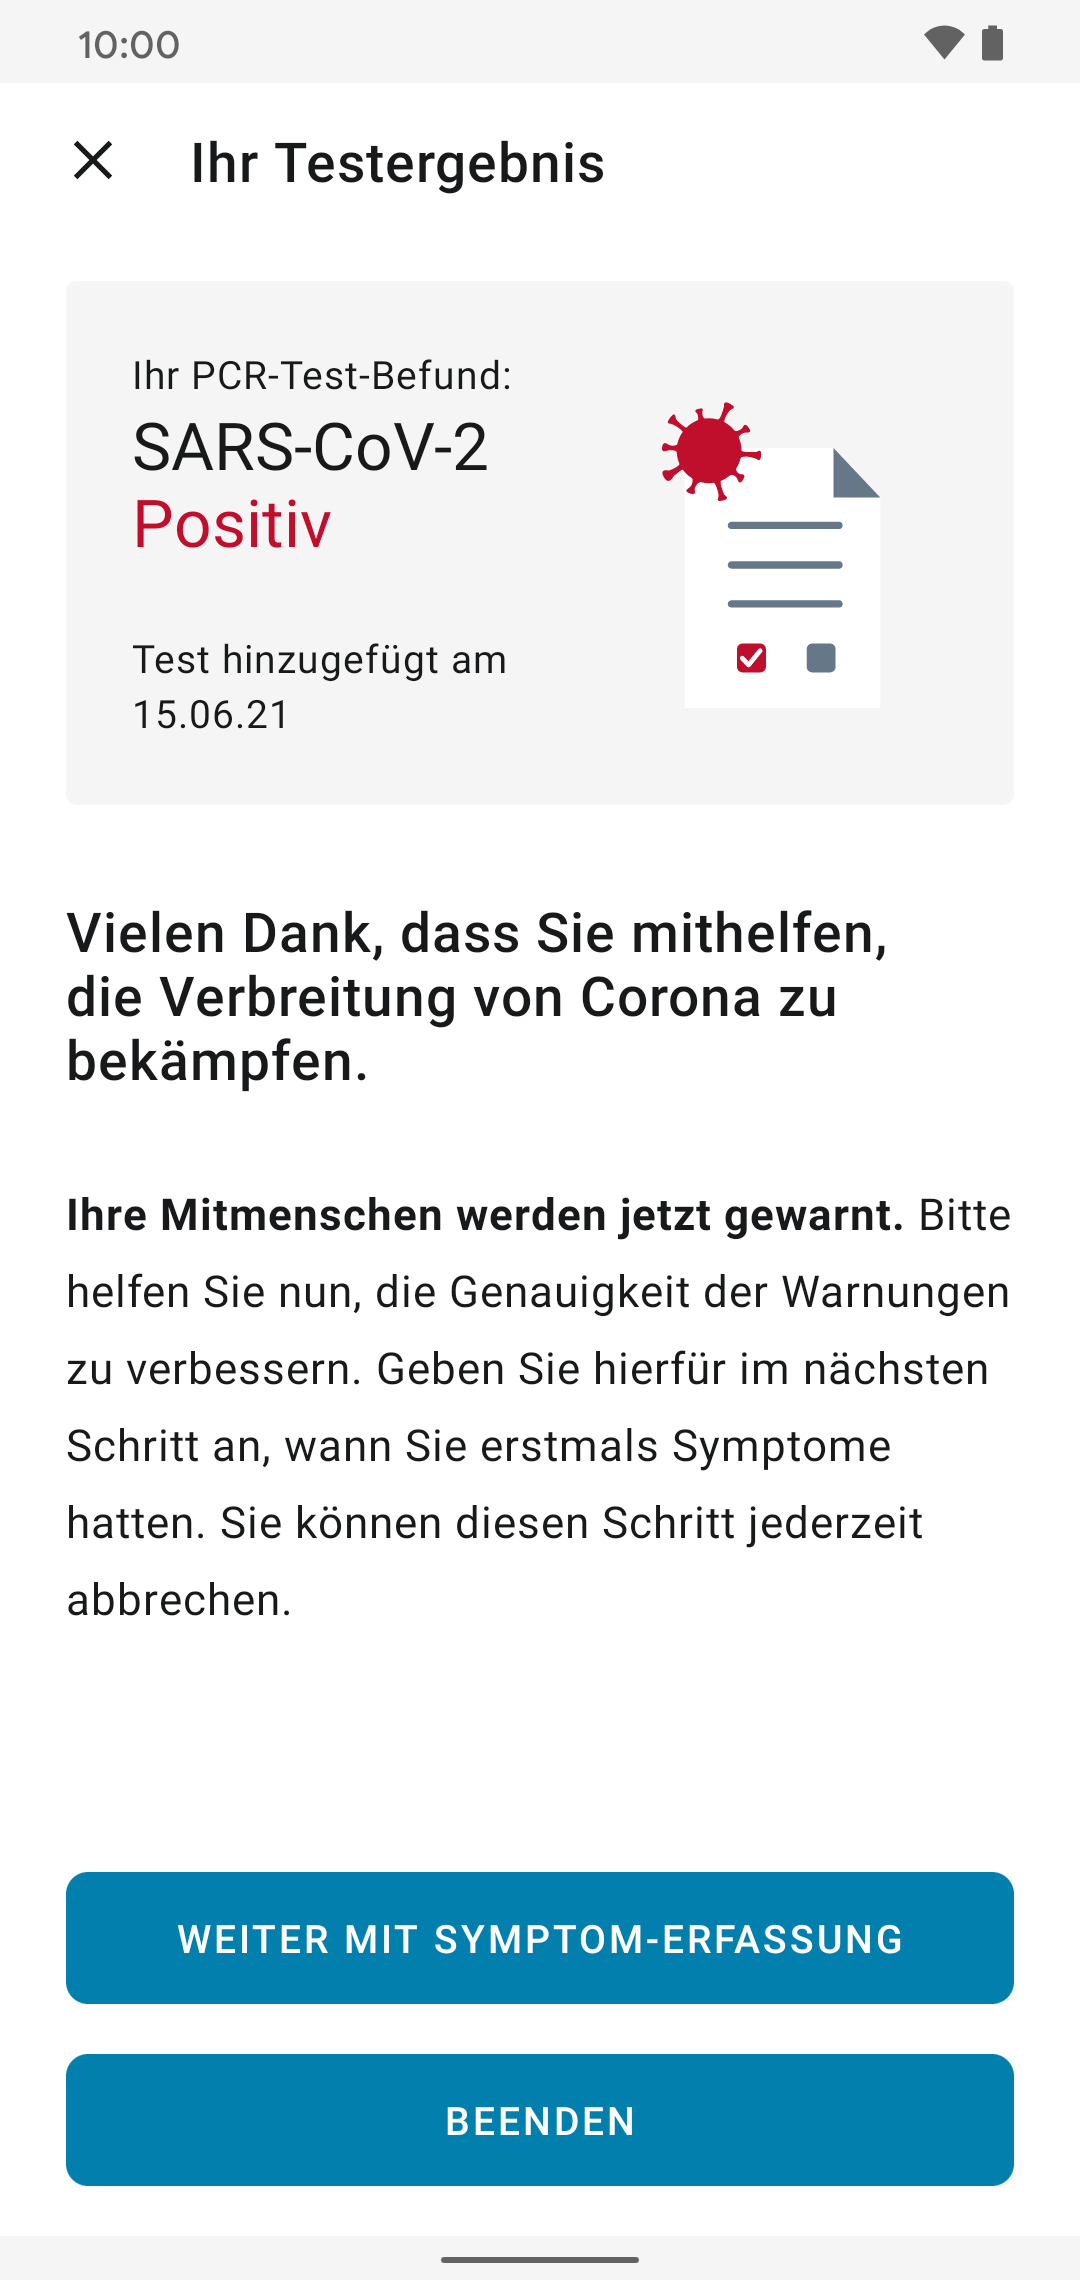 10:00
Ihr Testergebnis
Ihr PCR-Test-Befund:
SARS-CoV-2
Positiv
Test hinzugefügt am
15.06.21
Vielen Dank, dass Sie mithelfen,
die Verbreitung von Corona zu
bekämpfen.
Ihre Mitmenschen werden jetzt gewarnt. Bitte
helfen Sie nun, die Genauigkeit der Warnungen
zu verbessern. Geben Sie hierfür im nächsten
Schritt an, wann Sie erstmals Symptome
hatten. Sie können diesen Schritt jederzeit
abbrechen.
WEITER MIT SYMPTOM-ERFASSUNG
BEENDEN